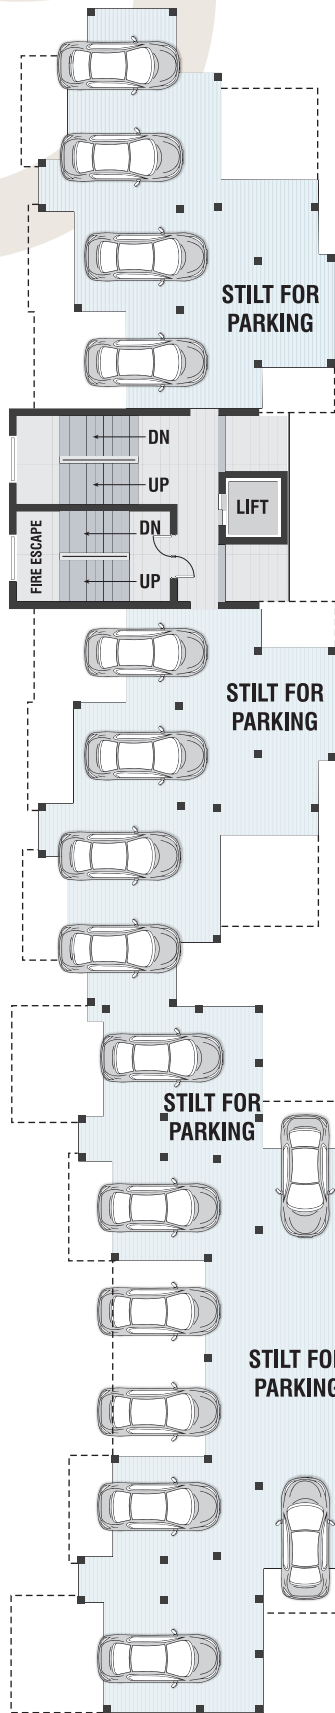 STILT FOR
PARKING
DN
UP
LIFT
FIRE ESCAPE
DN
UP
STILT FOR
PARKING
STILT FOR
PARKING
STILT FO
PARKING